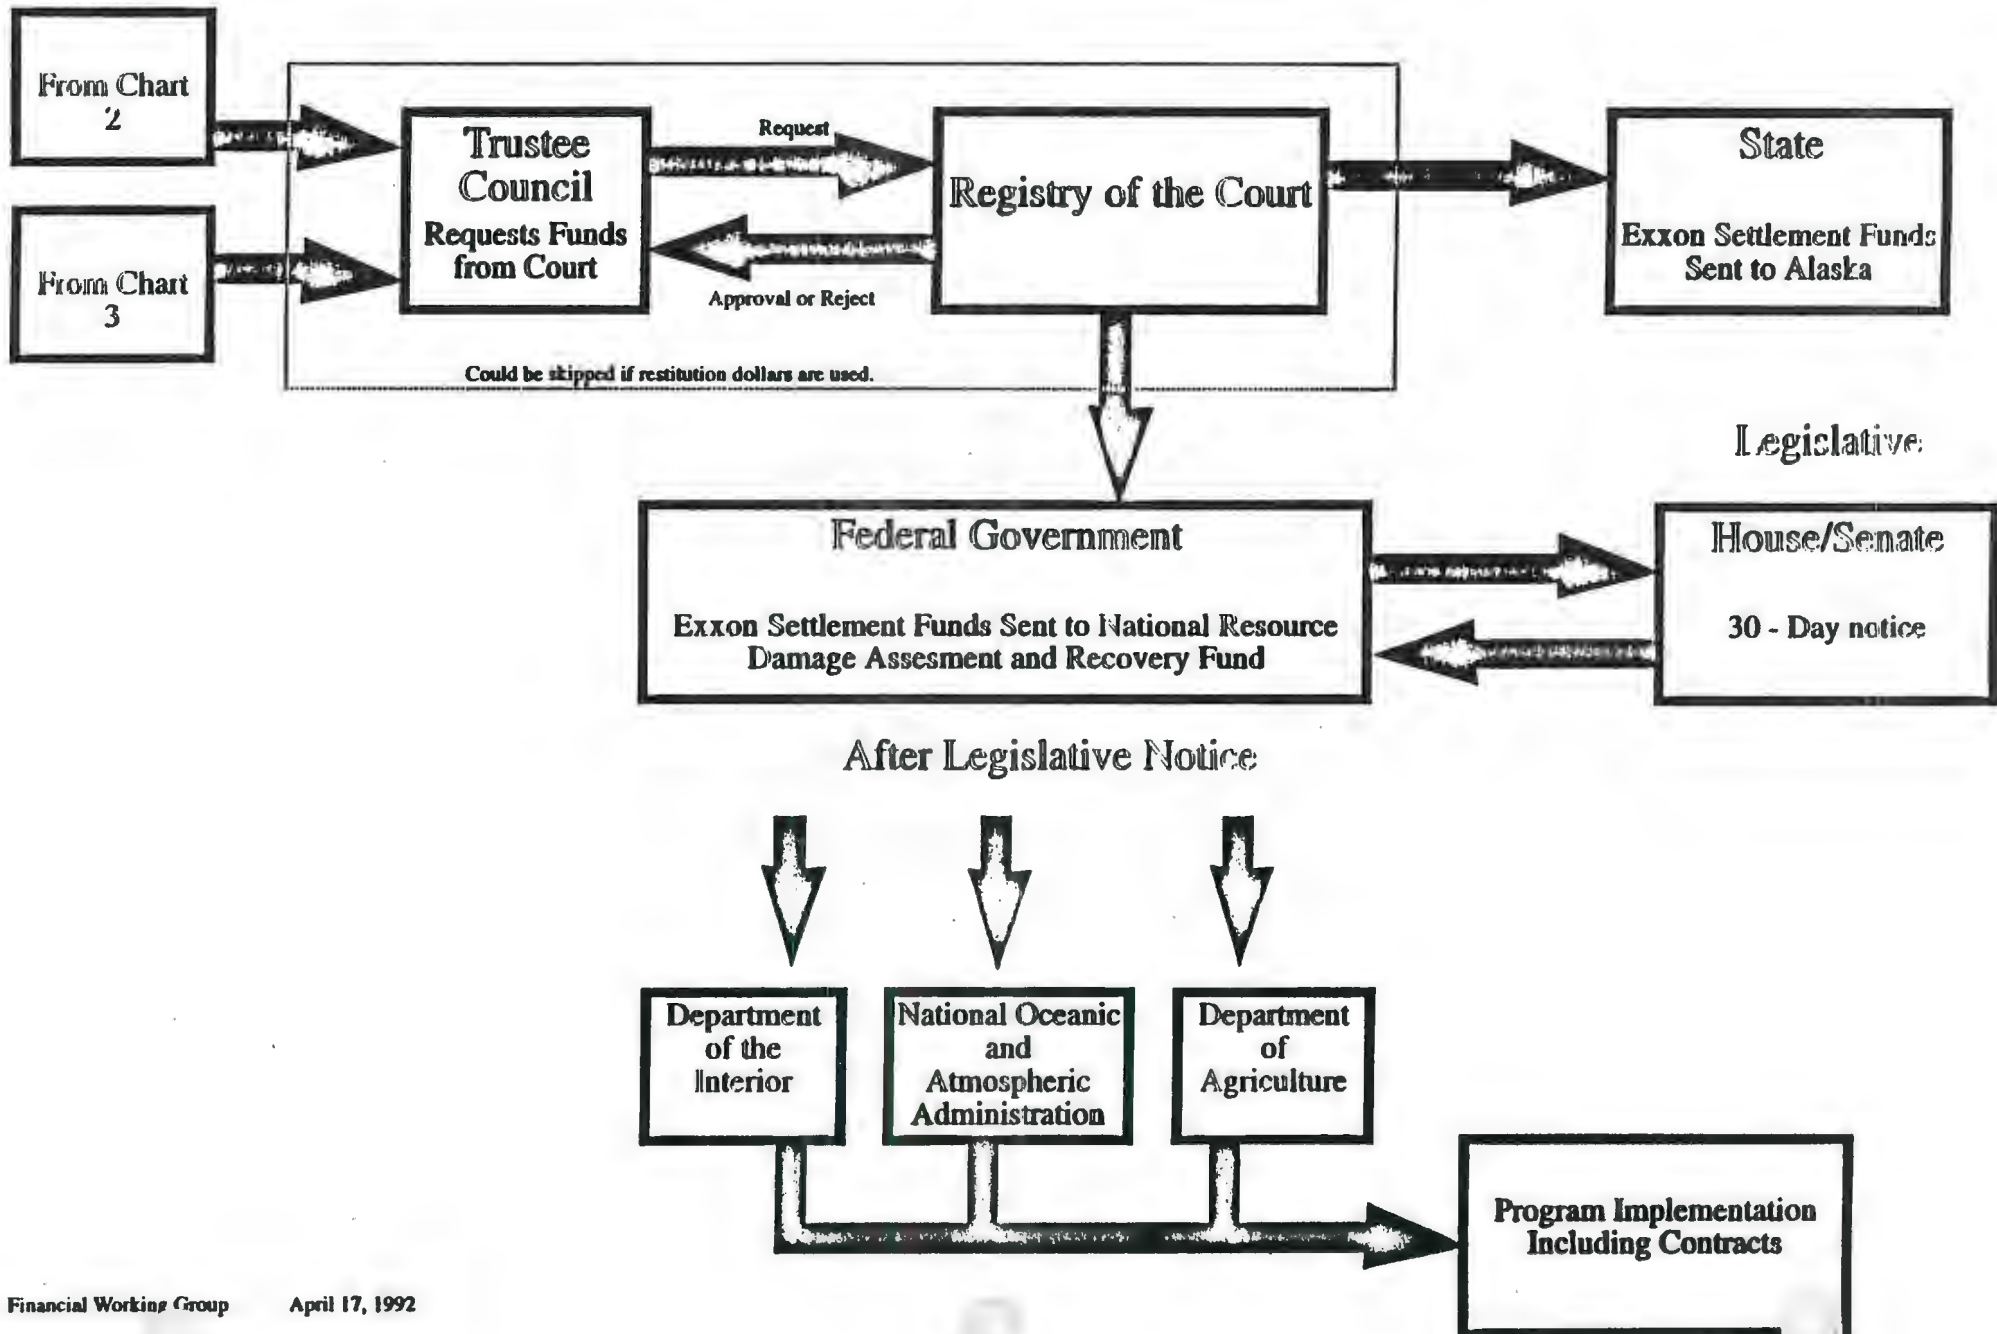 From Chart
2
From Chart
3
Trustee
Council
Requests Funds
from Court
Request
Approval or Reject
Registry of the Court
State
Exxon Settlement Funds
Sent to Alaska
Could be skipped if restitution dollars are used.
Legislative
Federal Government
Exxon Settlement Funds Sent to National Resource
Damage Assesment and Recovery Fund
House/Senate
30 - Day notice
After Legislative Notice
Department
of the
Interior
National Oceanic
and
Atmospheric
Administration
Department
of
Agriculture
Program Implementation
Including Contracts
Financial Working Group April 17, 1992